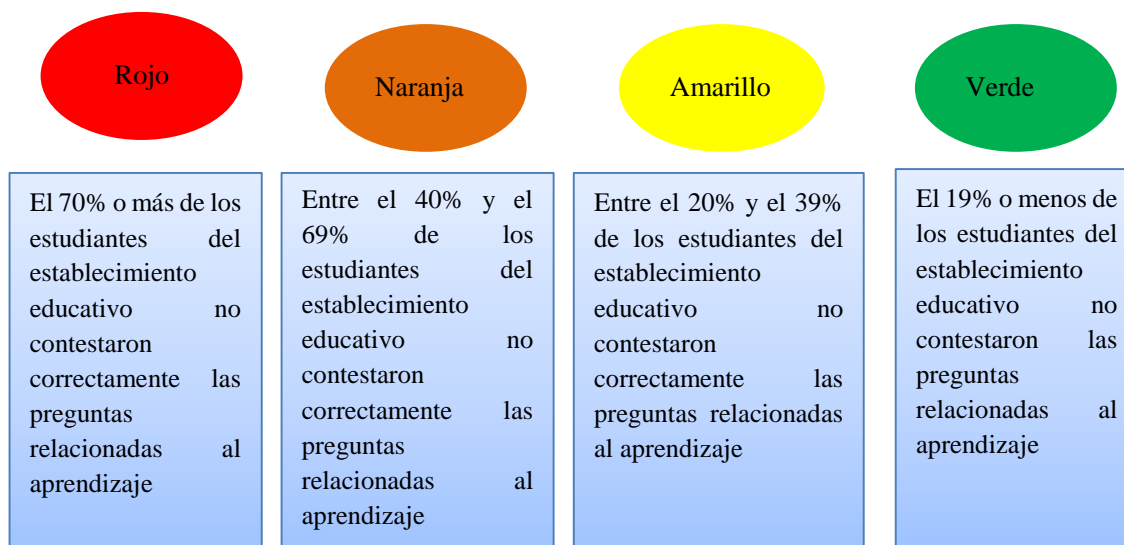 Rojo
Naranja
Amarillo
Verde
El 70% o más de los
estudiantes del
establecimiento
educativo no
contestaron
correctamente las
preguntas
relacionadas al
aprendizaje
Entre el 40% y el
69% de los
estudiantes del
establecimiento
educativo no
contestaron
correctamente las
preguntas
relacionadas al
aprendizaje
Entre el 20% y el 39%
de los estudiantes del
establecimiento
educativo no
contestaron
correctamente las
preguntas relacionadas
al aprendizaje
El 19% o menos de
los estudiantes del
establecimiento
educativo no
contestaron las
preguntas
relacionadas al
aprendizaje